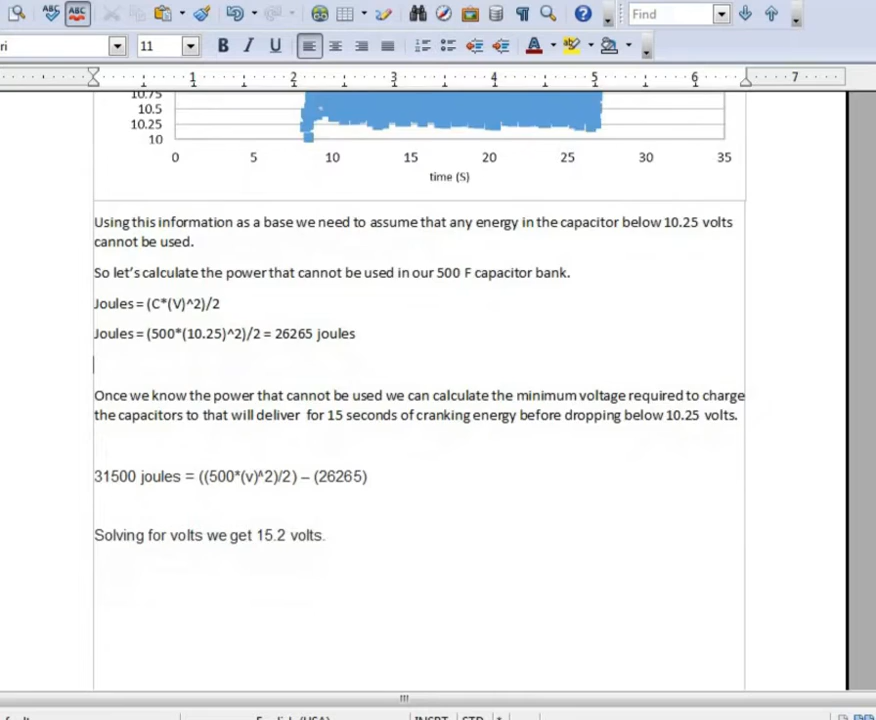 Find
ri 11 B I U
1 2 3 4 5 6 7
10.75
10.5
10.25
10
0 5 10 15 20 25 30 35
time (S)
Using this information as a base we need to assume that any energy in the capacitor below 10.25 volts
cannot be used.
So let's calculate the power that cannot be used in our 500 F capacitor bank.
Joules = (C*(V)^2)/2
Joules = (500*(10.25)^2)/2 = 26265 joules
Once we know the power that cannot be used we can calculate the minimum voltage required to charge
the capacitors to that will deliver for 15 seconds of cranking energy before dropping below 10.25 volts.
31500 joules = ((500*(v)^2)/2) – (26265)
Solving for volts we get 15.2 volts.
English (USA) INSRT STD *